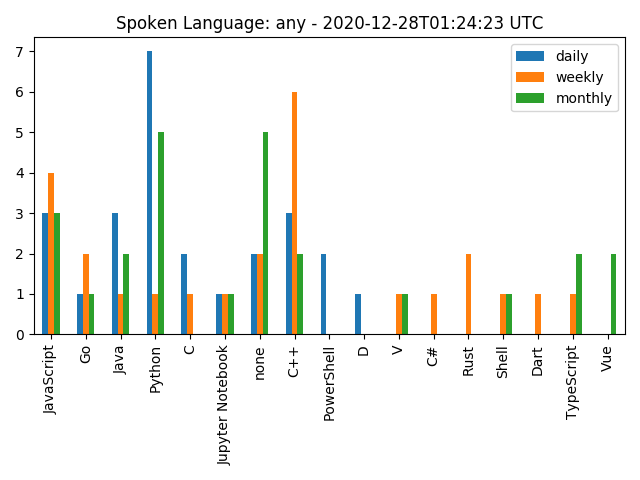 Spoken Language: any - 2020-12-28T01:24:23 UTC
daily
weekly
monthly
7
6
5
4
3
2
1
0
JavaScript
Go
Java
Python
C
Jupyter Notebook
none
C++
PowerShell
D
V
C#
Rust
Shell
Dart
TypeScript
Vue